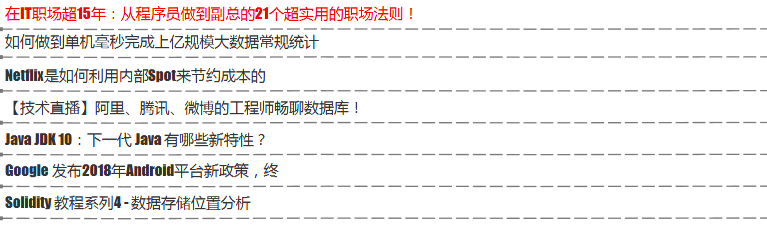 在IT职场超15年：从程序员做到副总的21个超实用的职场法则！
如何做到单机毫秒完成上亿规模大数据常规统计
Netflix是如何利用内部Spot来节约成本的
【技术直播】阿里、腾讯、微博的工程师畅聊数据库！
Java JDK 10：下一代 Java 有哪些新特性？
Google 发布2018年Android平台新政策，终
Solidity 教程系列4 - 数据存储位置分析